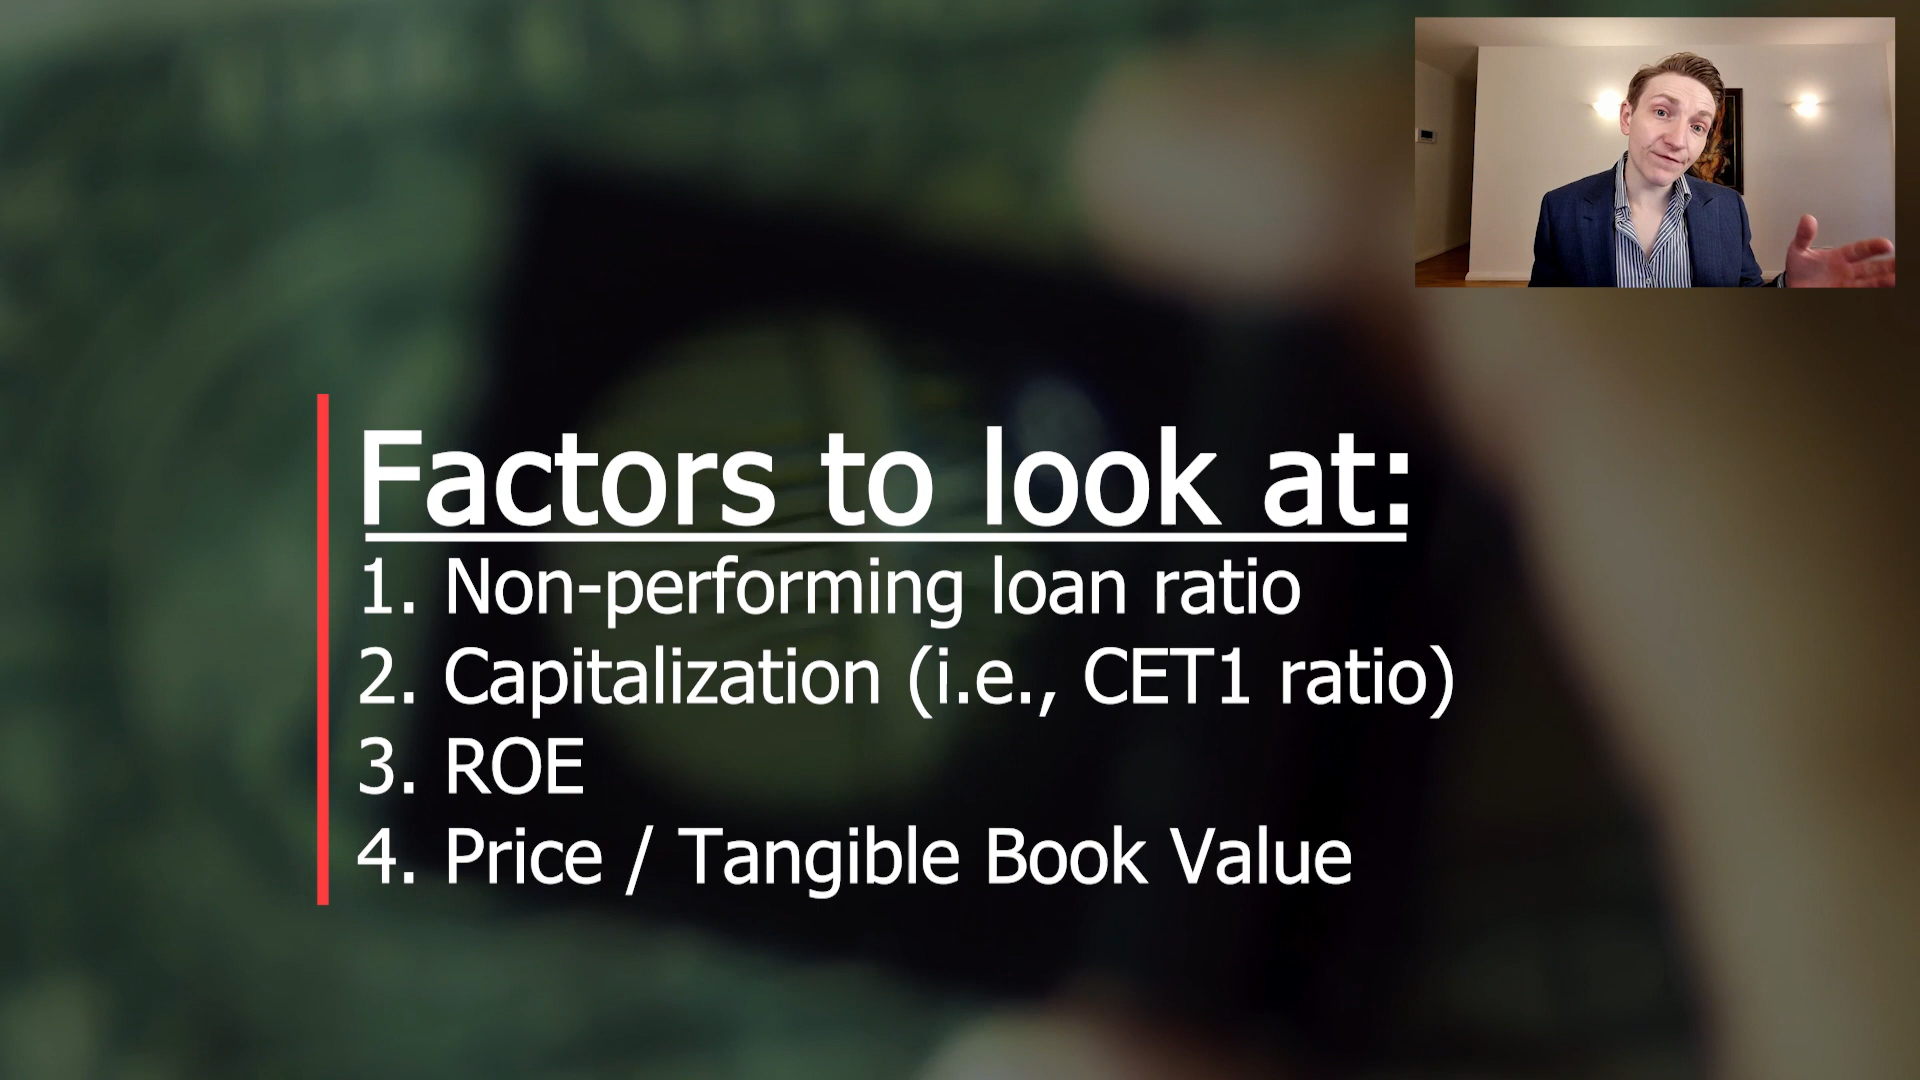 Factors to look at:
1. Non-performing loan ratio
2. Capitalization (i.e., CET1 ratio)
3. ROE
4. Price / Tangible Book Value